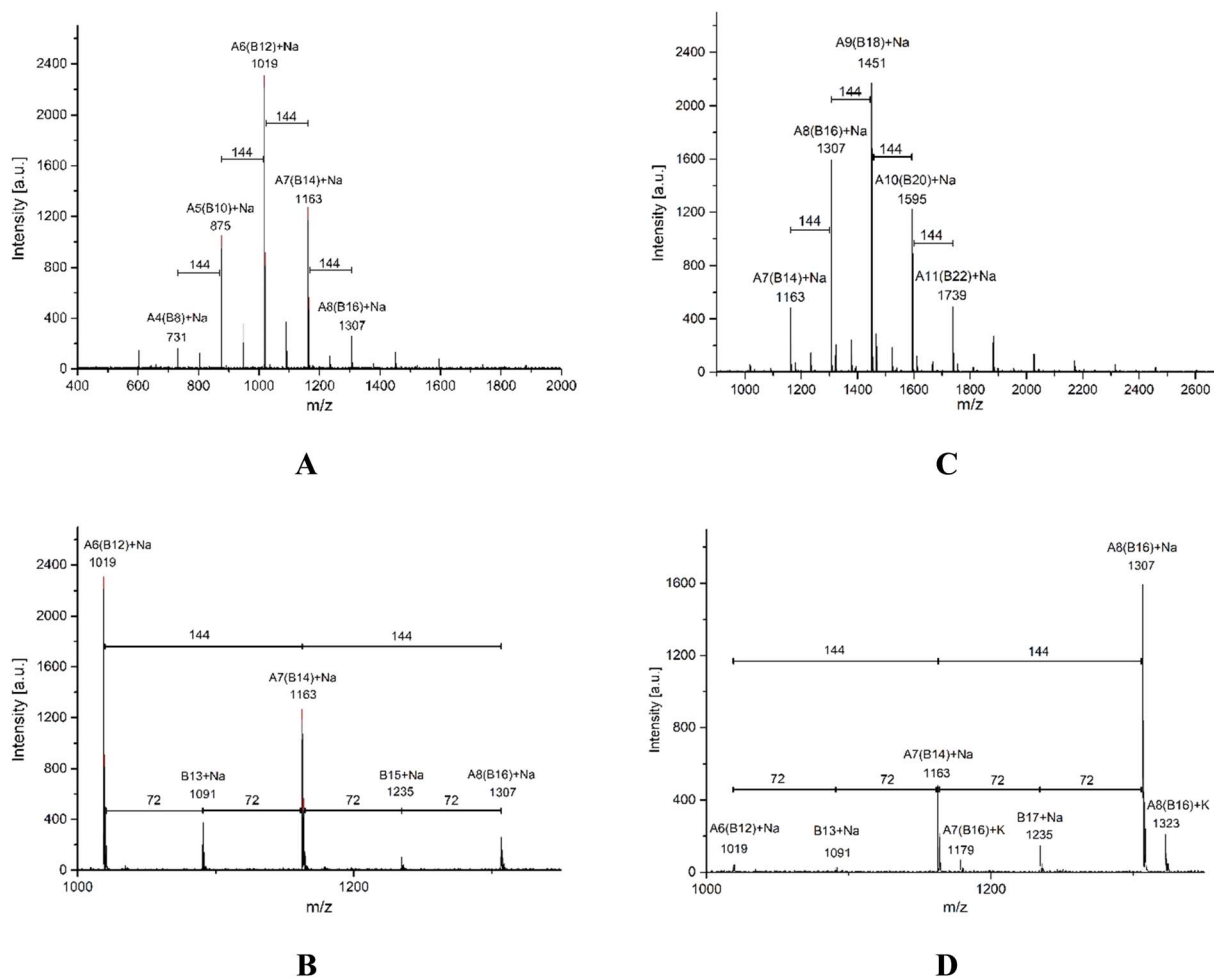 A6(B12)+Na
1019
144
144
A5(B10)+Na
875
A7(B14)+Na
1163
144
144
A4(B8)+Na
731
A8(B16)+Na
1307
2400
2000
1600
1200
800
400
0
Intensity [a.u.]
400 600 800 1000 1200 1400 1600 1800 2000
m/z
A
A9(B18)+Na
1451
144
A8(B16)+Na
1307
144
A10(B20)+Na
1595
144
144
A7(B14)+Na
1163
A11(B22)+Na
1739
2400
2000
1600
1200
800
400
0
Intensity [a.u.]
1000 1200 1400 1600 1800 2000 2200 2400 2600
m/z
C
A6(B12)+Na
1019
144 144
A7(B14)+Na
1163
B13+Na
1091
B15+Na
1235
A8(B16)+Na
1307
72 72 72 72
2400
2000
1600
1200
800
400
0
Intensity [a.u.]
1000 1200
m/z
B
A8(B16)+Na
1307
144 144
A7(B14)+Na
1163
72 72 72 72
A6(B12)+Na
1019
B13+Na
1091
A7(B16)+K
1179
B17+Na
1235
A8(B16)+K
1323
1600
1200
800
400
0
Intensity [a.u.]
1000 1200
m/z
D